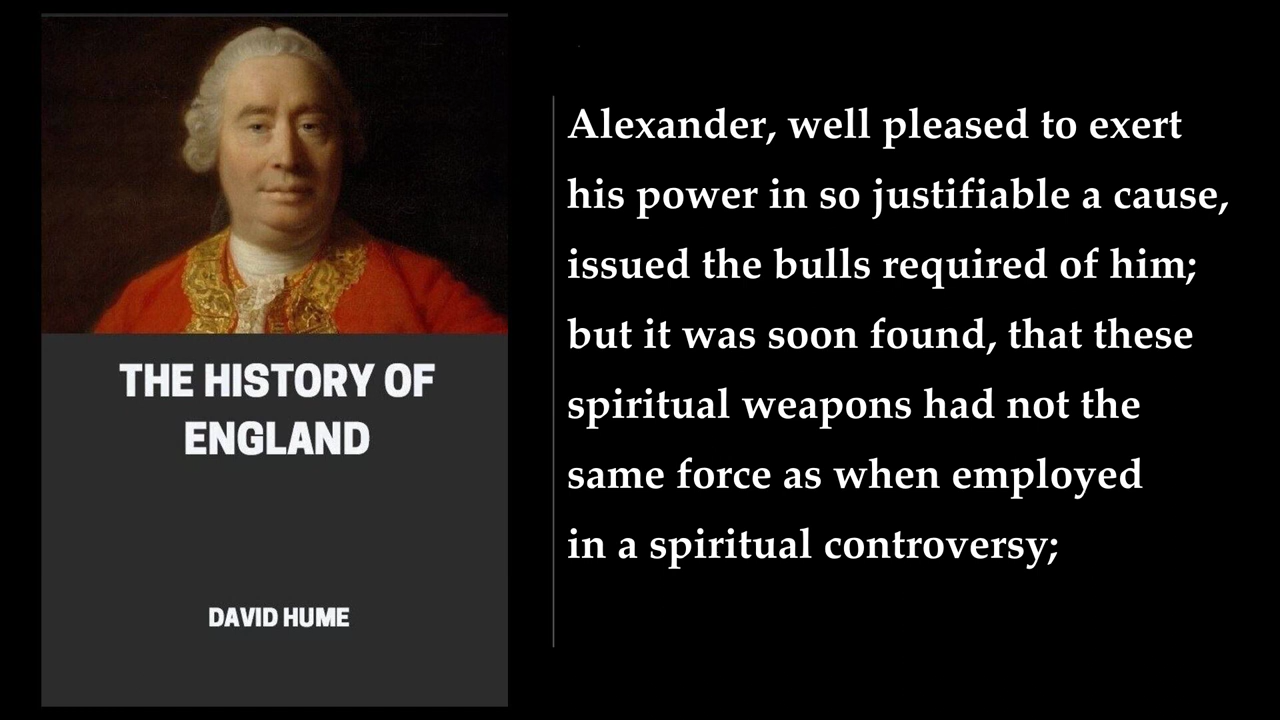 THE HISTORY OF
ENGLAND
DAVID HUME
Alexander, well pleased to exert
his power in so justifiable a cause,
issued the bulls required of him;
but it was soon found, that these
spiritual weapons had not the
same force as when employed
in a spiritual controversy;